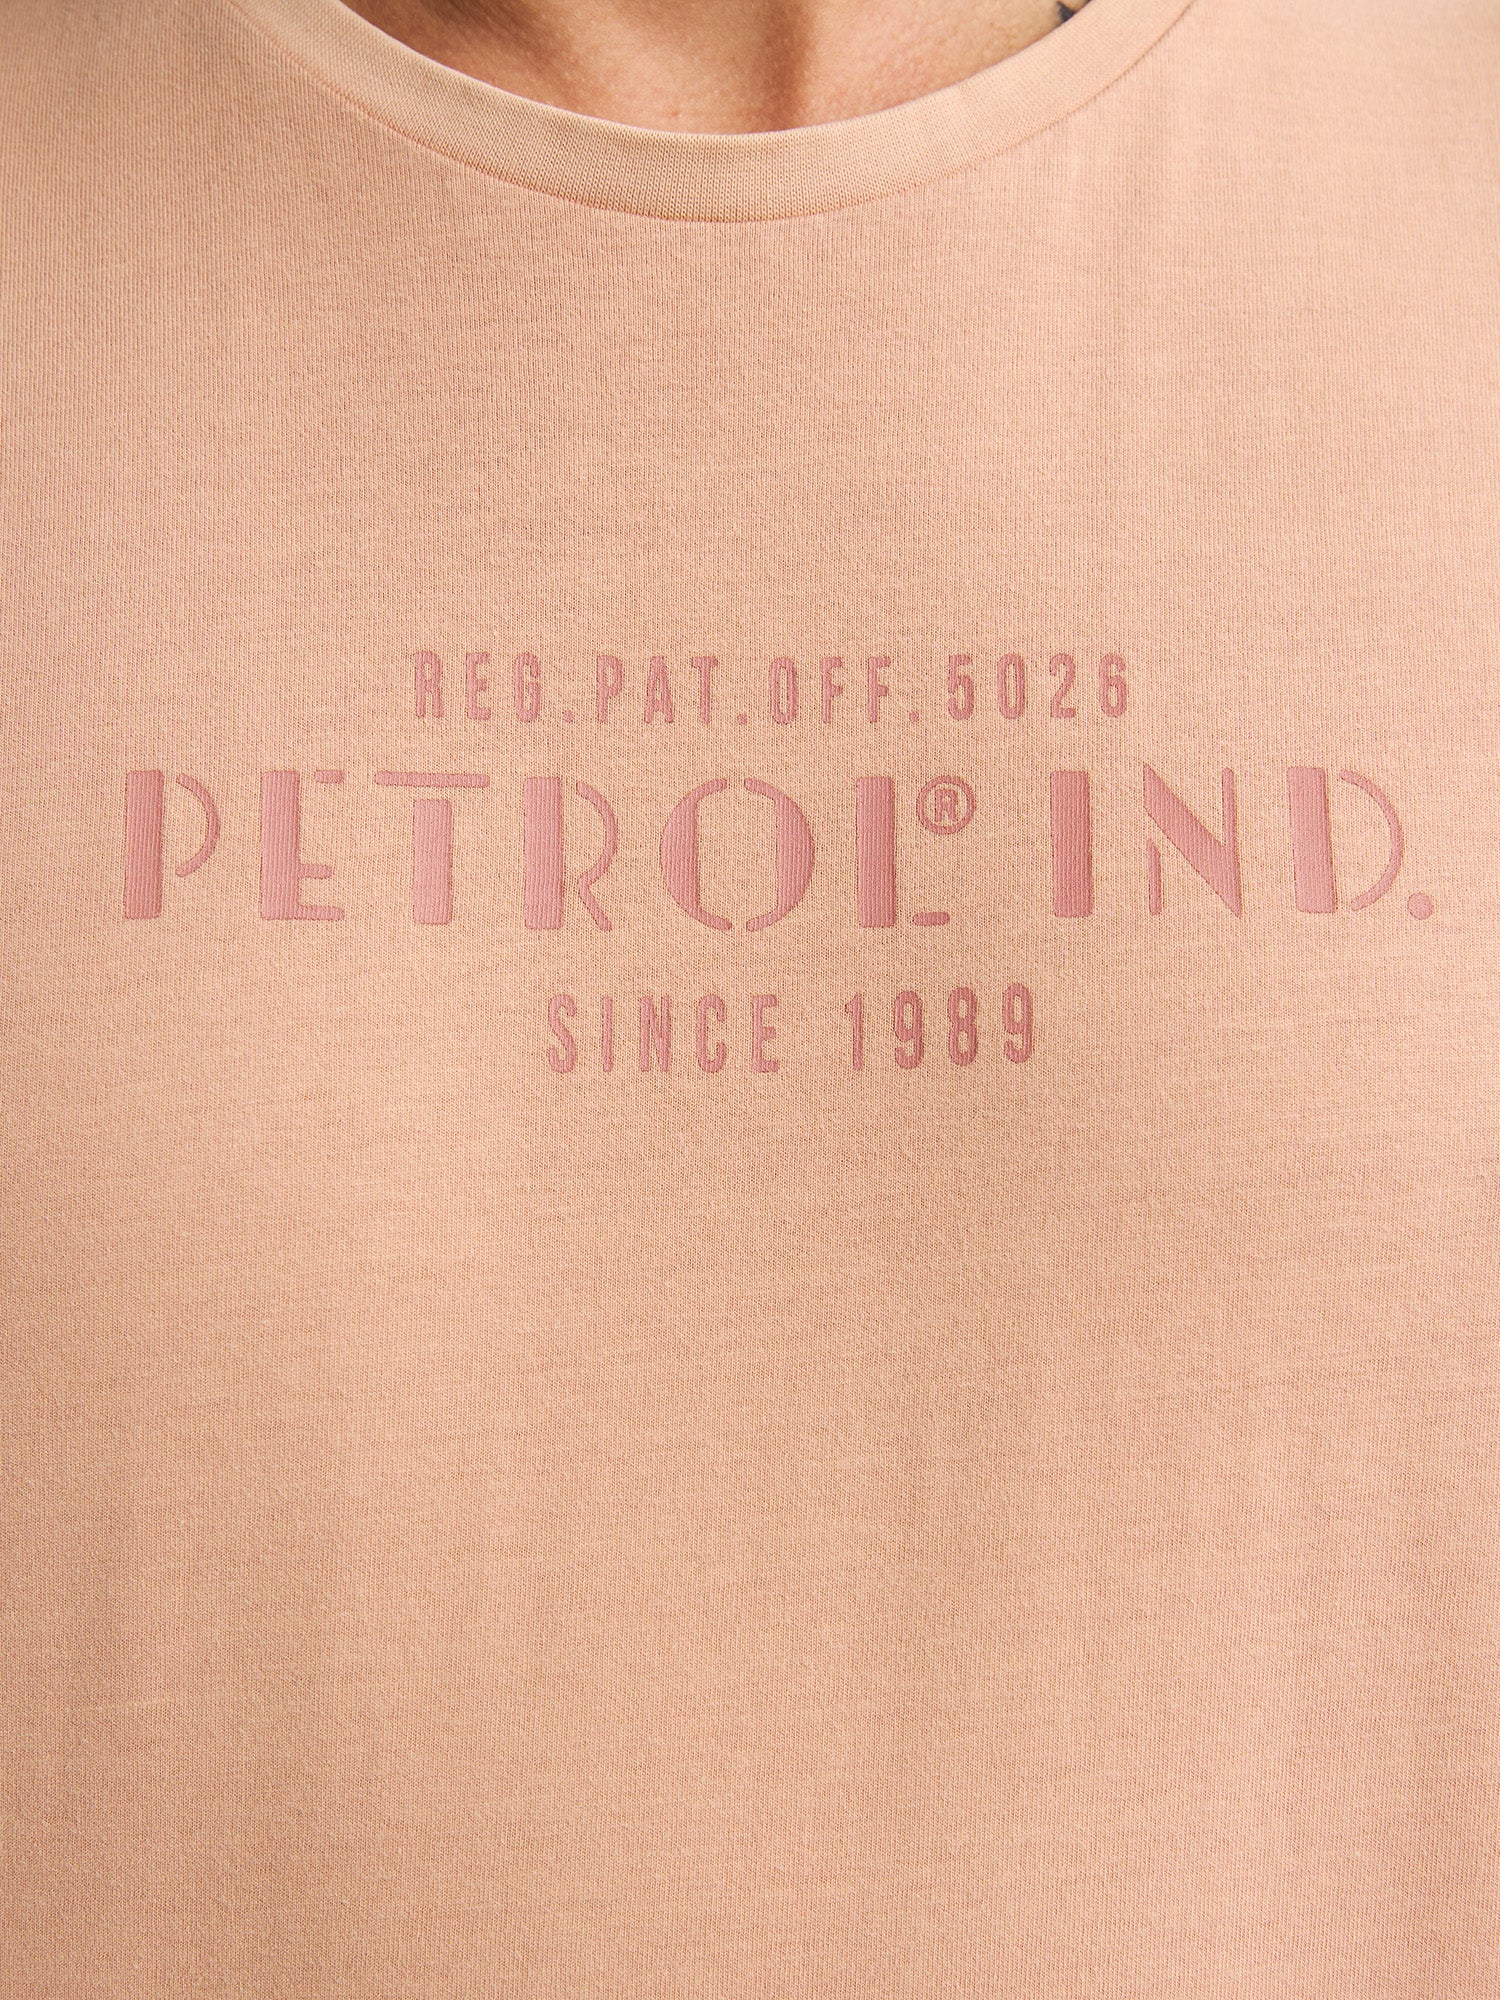 REG.PAT.OFF.5026
PETROL® IND.
SINCE 1989